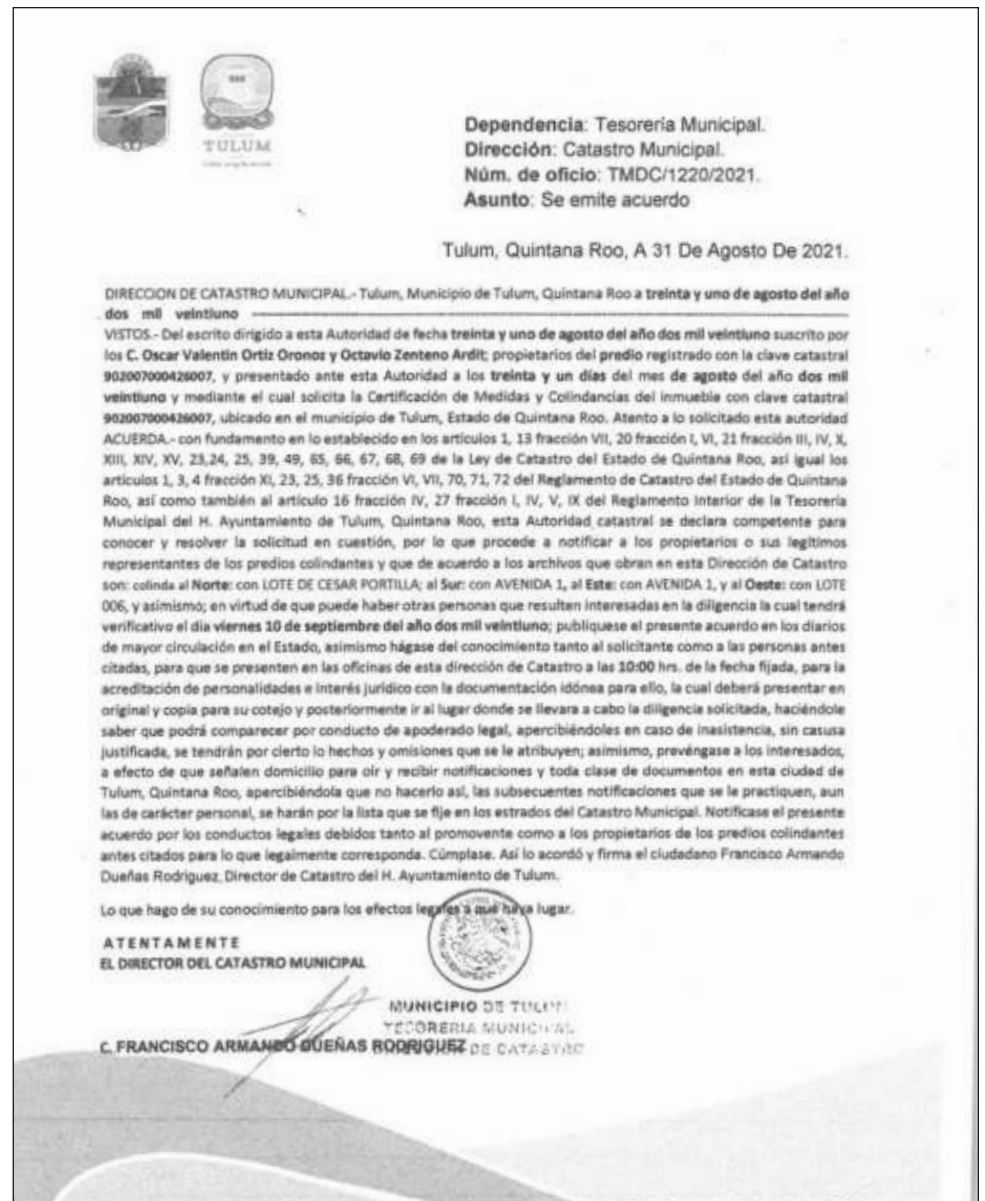 TULUM
Dependencia: Tesorería Municipal.
Dirección: Catastro Municipal.
Núm. de oficio: TMDC/1220/2021.
Asunto: Se emite acuerdo
Tulum, Quintana Roo, A 31 De Agosto De 2021.
DIRECCION DE CATASTRO MUNICIPAL.- Tulum, Municipio de Tulum, Quintana Roo a treinta y uno de agosto del año
dos mil veintiuno
VISTOS.- Del escrito dirigido a esta Autoridad de fecha treinta y uno de agosto del año dos mil veintiuno suscrito por
los C. Oscar Valentin Ortiz Oronos y Octavio Zenteno Ardit; propietarios del predio registrado con la clave catastral
902007000426007, y presentado ante esta Autoridad a los treinta y un días del mes de agosto del año dos mil
veintiuno y mediante el cual solicita la Certificación de Medidas y Colindancias del inmueble con clave catastral
902007000426007, ubicado en el municipio de Tulum, Estado de Quintana Roo. Atento a lo solicitado esta autoridad
ACUERDA.- con fundamento en lo establecido en los artículos 1, 13 fracción VII, 20 fracción I, VI, 21 fracción III, IV, X,
XIII, XIV, XV, 23,24, 25, 39, 49, 65, 66, 67, 68, 69 de la Ley de Catastro del Estado de Quintana Roo, así igual los
artículos 1, 3, 4 fracción XI, 23, 25, 36 fracción VI, VII, 70, 71, 72 del Reglamento de Catastro del Estado de Quintana
Roo, así como también al artículo 16 fracción IV, 27 fracción I, IV, V, IX del Reglamento Interior de la Tesorería
Municipal del H. Ayuntamiento de Tulum, Quintana Roo, esta Autoridad catastral se declara competente para
conocer y resolver la solicitud en cuestión, por lo que procede a notificar a los propietarios o sus legítimos
representantes de los predios colindantes y que de acuerdo a los archivos que obran en esta Dirección de Catastro
son: colinda al Norte: con LOTE DE CESAR PORTILLA; al Sur: con AVENIDA 1, al Este: con AVENIDA 1, y al Oeste: con LOTE
006, y asimismo; en virtud de que puede haber otras personas que resulten interesadas en la diligencia la cual tendrá
verificativo el día viernes 10 de septiembre del año dos mil veintiuno; publíquese el presente acuerdo en los diarios
de mayor circulación en el Estado, asimismo hágase del conocimiento tanto al solicitante como a las personas antes
citadas, para que se presenten en las oficinas de esta dirección de Catastro a las 10:00 hrs. de la fecha fijada, para la
acreditación de personalidades e interés jurídico con la documentación idónea para ello, la cual deberá presentar en
original y copia para su cotejo y posteriormente ir al lugar donde se llevara a cabo la diligencia solicitada, haciéndole
saber que podrá comparecer por conducto de apoderado legal, apercibiéndoles en caso de inasistencia, sin casusa
justificada, se tendrán por cierto lo hechos y omisiones que se le atribuyen; asimismo, prevéngase a los interesados,
a efecto de que señalen domicilio para oír y recibir notificaciones y toda clase de documentos en esta ciudad de
Tulum, Quintana Roo, apercibiéndola que no hacerlo así, las subsecuentes notificaciones que se le practiquen, aun
las de carácter personal, se harán por la lista que se fije en los estrados del Catastro Municipal. Notifícase el presente
acuerdo por los conductos legales debidos tanto al promovente como a los propietarios de los predios colindantes
antes citados para lo que legalmente corresponda. Cúmplase. Así lo acordó y firma el ciudadano Francisco Armando
Dueñas Rodriguez, Director de Catastro del H. Ayuntamiento de Tulum.
Lo que hago de su conocimiento para los efectos legales a que haya lugar.
ATENTAMENTE
EL DIRECTOR DEL CATASTRO MUNICIPAL
MUNICIPIO DE TULUM
TESORERIA MUNICIPAL
DE CATASTRO
C. FRANCISCO ARMANDO DUEÑAS RODRIGUEZ